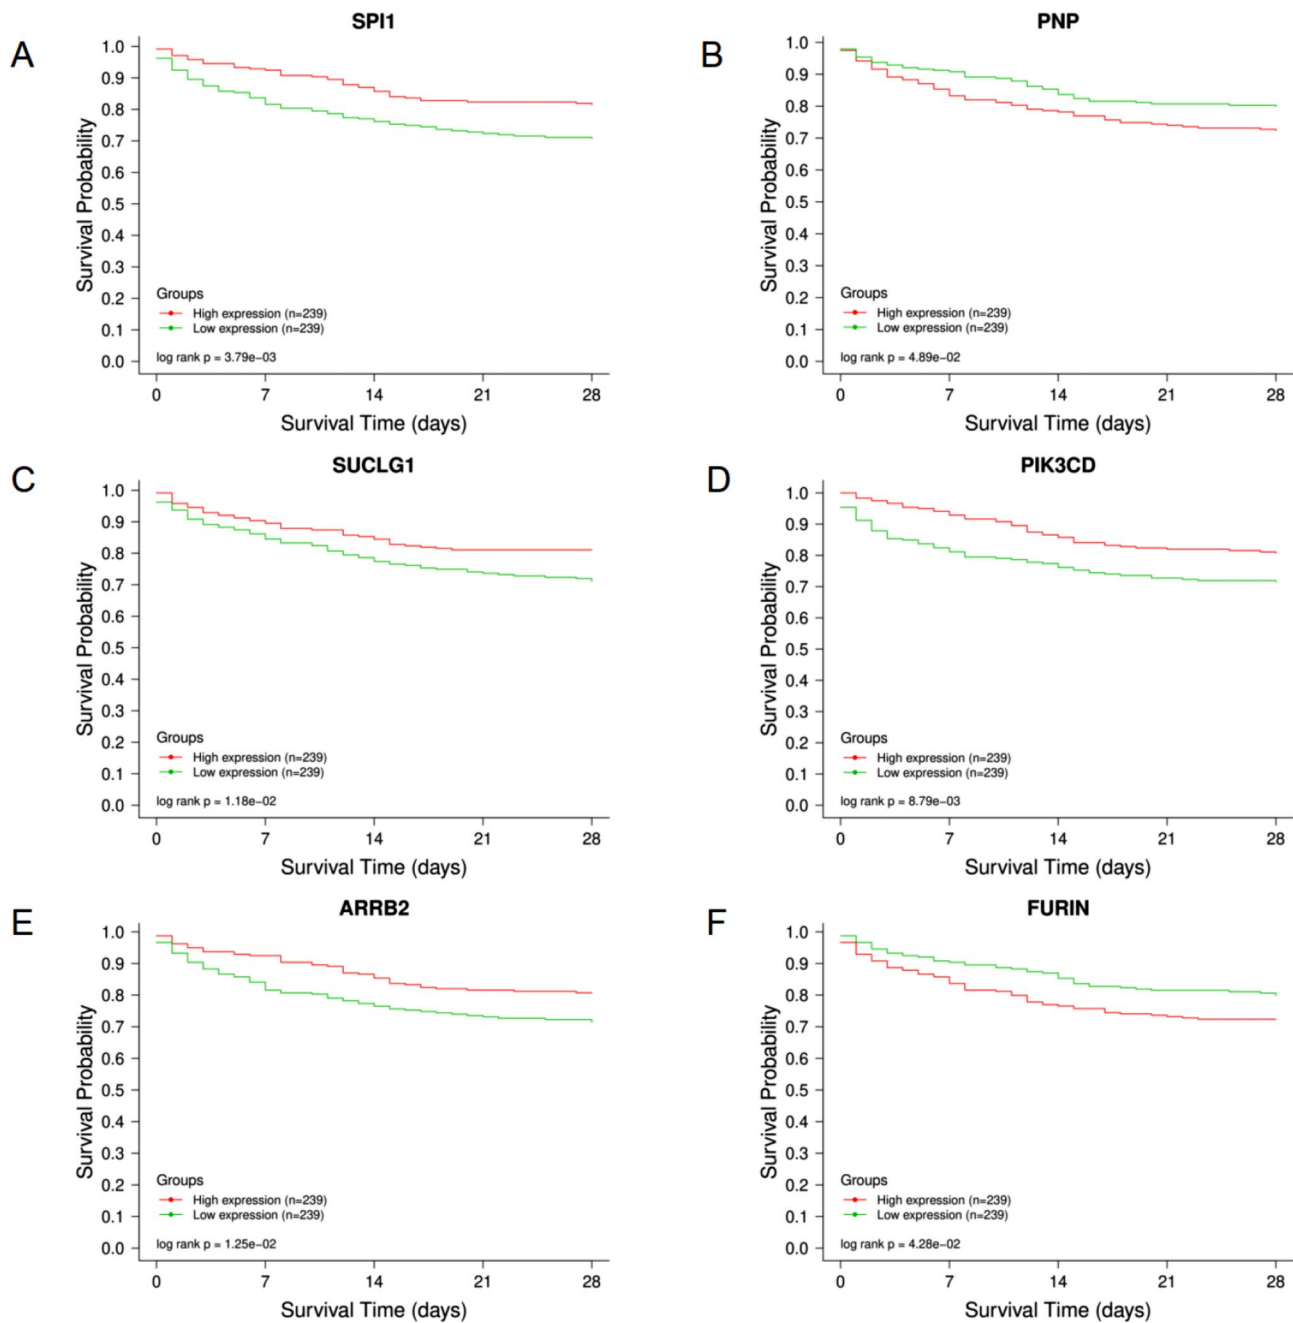 A
SPI1
Survival Probability
1.0
0.9
0.8
0.7
0.6
0.5
0.4
0.3
0.2
0.1
0.0
Groups
High expression (n=239)
Low expression (n=239)
log rank p = 3.79e−03
0 7 14 21 28
Survival Time (days)
B
PNP
Survival Probability
1.0
0.9
0.8
0.7
0.6
0.5
0.4
0.3
0.2
0.1
0.0
Groups
High expression (n=239)
Low expression (n=239)
log rank p = 4.89e−02
0 7 14 21 28
Survival Time (days)
C
SUCLG1
Survival Probability
1.0
0.9
0.8
0.7
0.6
0.5
0.4
0.3
0.2
0.1
0.0
Groups
High expression (n=239)
Low expression (n=239)
log rank p = 1.18e−02
0 7 14 21 28
Survival Time (days)
D
PIK3CD
Survival Probability
1.0
0.9
0.8
0.7
0.6
0.5
0.4
0.3
0.2
0.1
0.0
Groups
High expression (n=239)
Low expression (n=239)
log rank p = 8.79e−03
0 7 14 21 28
Survival Time (days)
E
ARRB2
Survival Probability
1.0
0.9
0.8
0.7
0.6
0.5
0.4
0.3
0.2
0.1
0.0
Groups
High expression (n=239)
Low expression (n=239)
log rank p = 1.25e−02
0 7 14 21 28
Survival Time (days)
F
FURIN
Survival Probability
1.0
0.9
0.8
0.7
0.6
0.5
0.4
0.3
0.2
0.1
0.0
Groups
High expression (n=239)
Low expression (n=239)
log rank p = 4.28e−02
0 7 14 21 28
Survival Time (days)